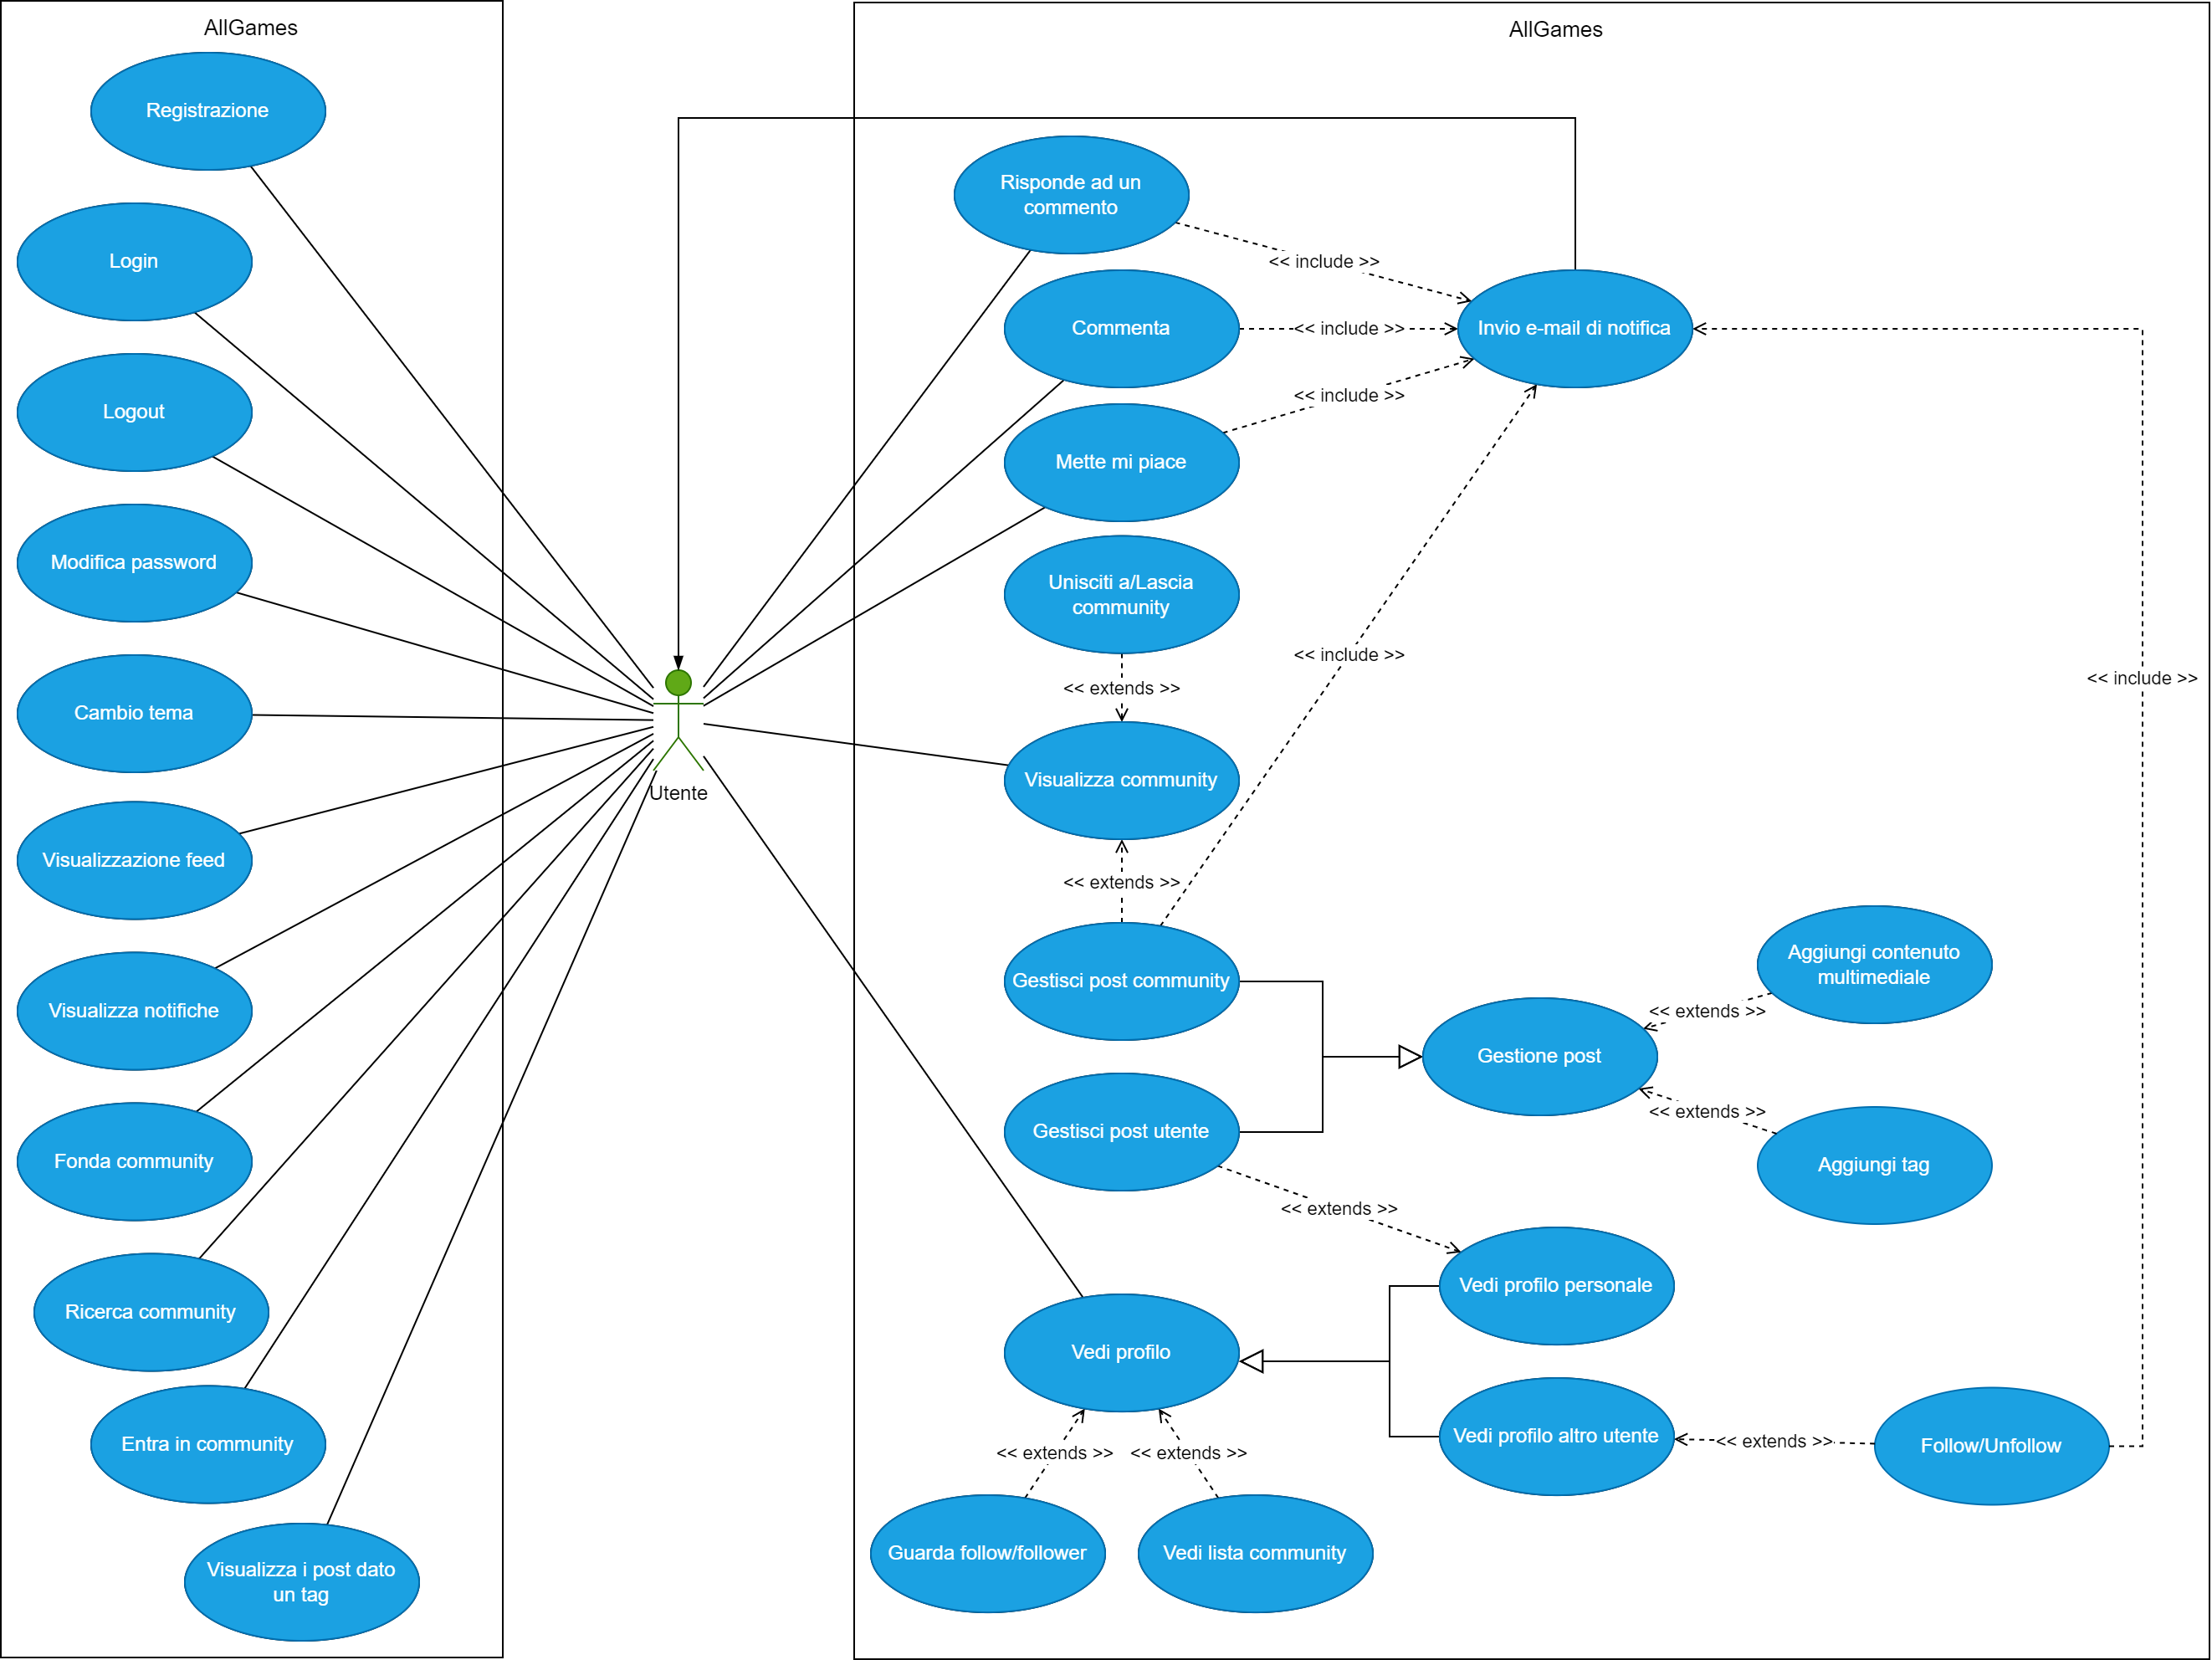 AllGames
Registrazione
Login
Logout
Modifica password
Cambio tema
Visualizzazione feed
Visualizza notifiche
Fonda community
Ricerca community
Entra in community
Visualizza i post dato
un tag
Utente
AllGames
Risponde ad un
commento
<< include >>
Commenta
<< include >>
Invio e-mail di notifica
<< include >>
Mette mi piace
Unisciti a/Lascia
community
<< include >>
<< include >>
<< extends >>
Visualizza community
<< extends >>
Gestisci post community
Aggiungi contenuto
multimediale
<< extends >>
Gestione post
<< extends >>
Gestisci post utente
Aggiungi tag
<< extends >>
Vedi profilo personale
Vedi profilo
Vedi profilo altro utente
<< extends >>
Follow/Unfollow
<< extends >>
<< extends >>
Guarda follow/follower
Vedi lista community